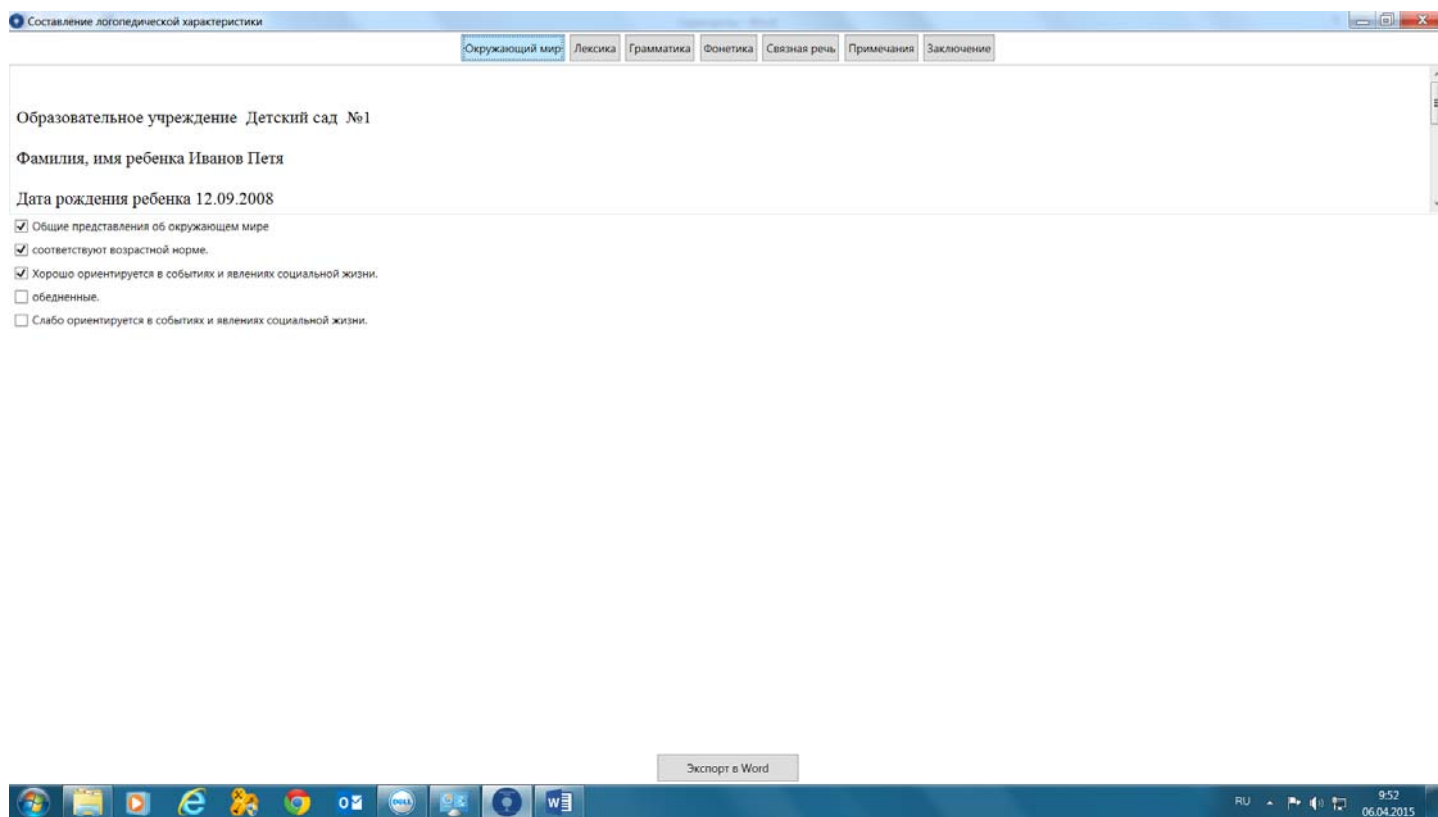 Составление логопедической характеристики
Окружающий мир Лексика Грамматика Фонетика Связная речь Примечания Заключение
Образовательное учреждение Детский сад №1
Фамилия, имя ребенка Иванов Петя
Дата рождения ребенка 12.09.2008
Общие представления об окружающем мире
соответствуют возрастной норме.
Хорошо ориентируется в событиях и явлениях социальной жизни.
обедненные.
Слабо ориентируется в событиях и явлениях социальной жизни.
Экспорт в Word
RU
9:52
06.04.2015